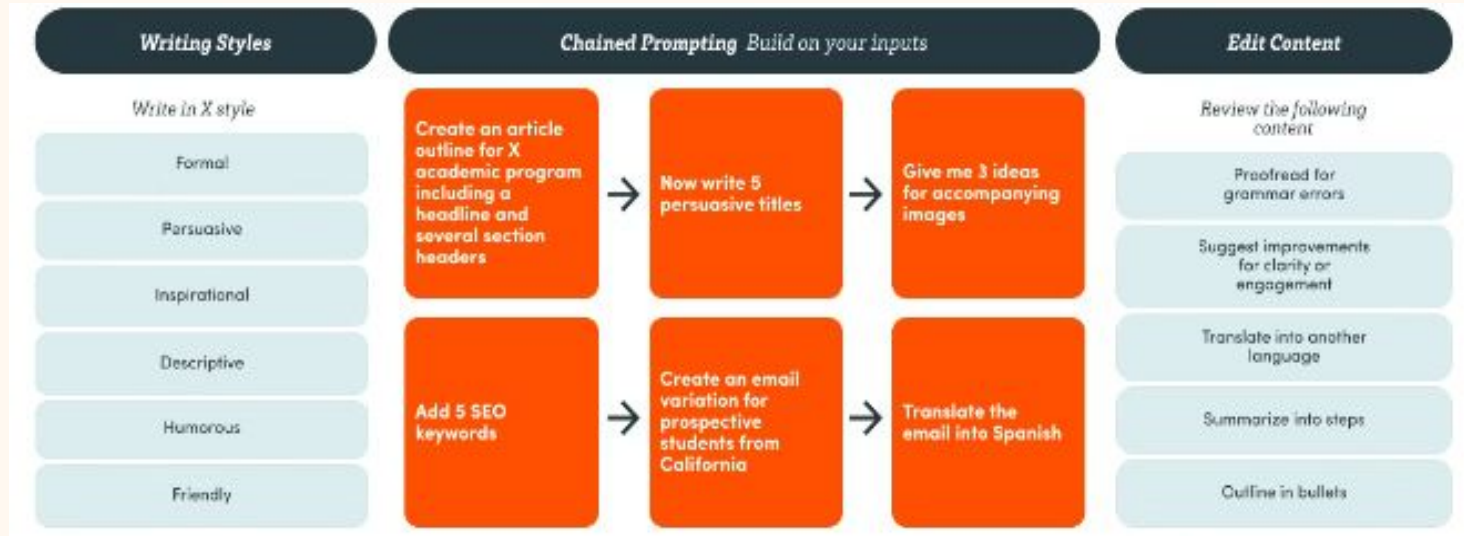 Writing Styles
Write in X style
Formal
Persuasive
Inspirational
Descriptive
Humorous
Friendly
Chained Prompting Build on your inputs
Create an article
outline for X
academic program
including a
headline and
several section
headers
Now write 5
persuasive titles
Give me 3 ideas
for accompanying
images
Add 5 SEO
keywords
Create an email
variation for
prospective
students from
California
Translate the
email into Spanish
Edit Content
Review the following
content
Proofread for
grammar errors
Suggest improvements
for clarity or
engagement
Translate into another
language
Summarize into steps
Outline in bullets